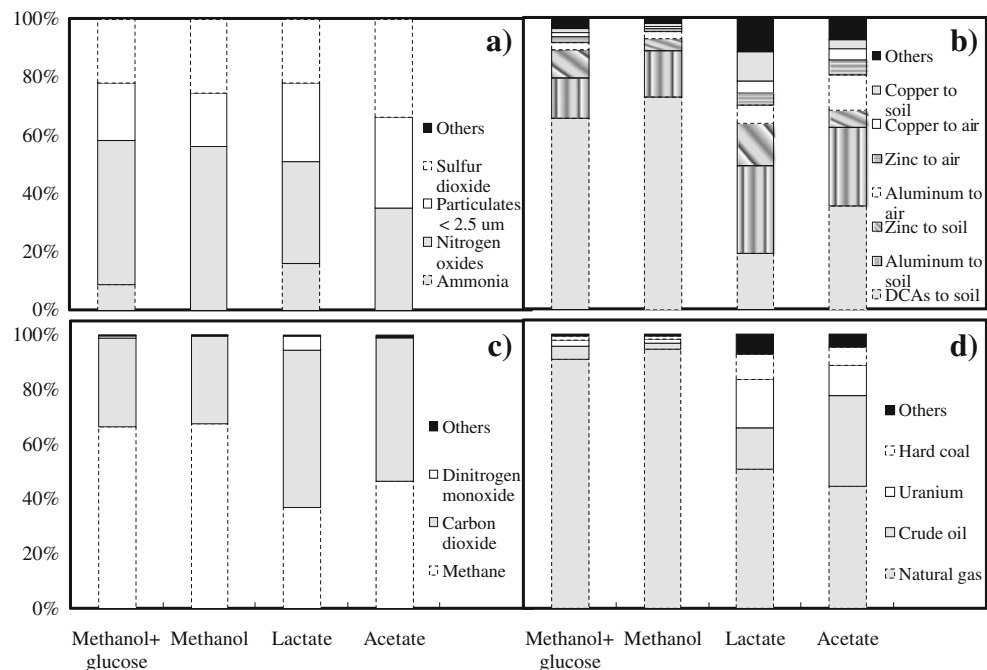 100%
80%
60%
40%
20%
0%
a)
Others
Sulfur
dioxide
Particulates
< 2.5 um
Nitrogen
oxides
Ammonia
b)
Others
Copper to
soil
Copper to air
Zinc to air
Aluminum to
air
Zinc to soil
Aluminum to
soil
DCAs to soil
100%
80%
60%
40%
20%
0%
c)
Others
Dinitrogen
monoxide
Carbon
dioxide
Methane
d)
Others
Hard coal
Uranium
Crude oil
Natural gas
Methanol+
glucose
Methanol
Lactate
Acetate
Methanol+
glucose
Methanol
Lactate
Acetate